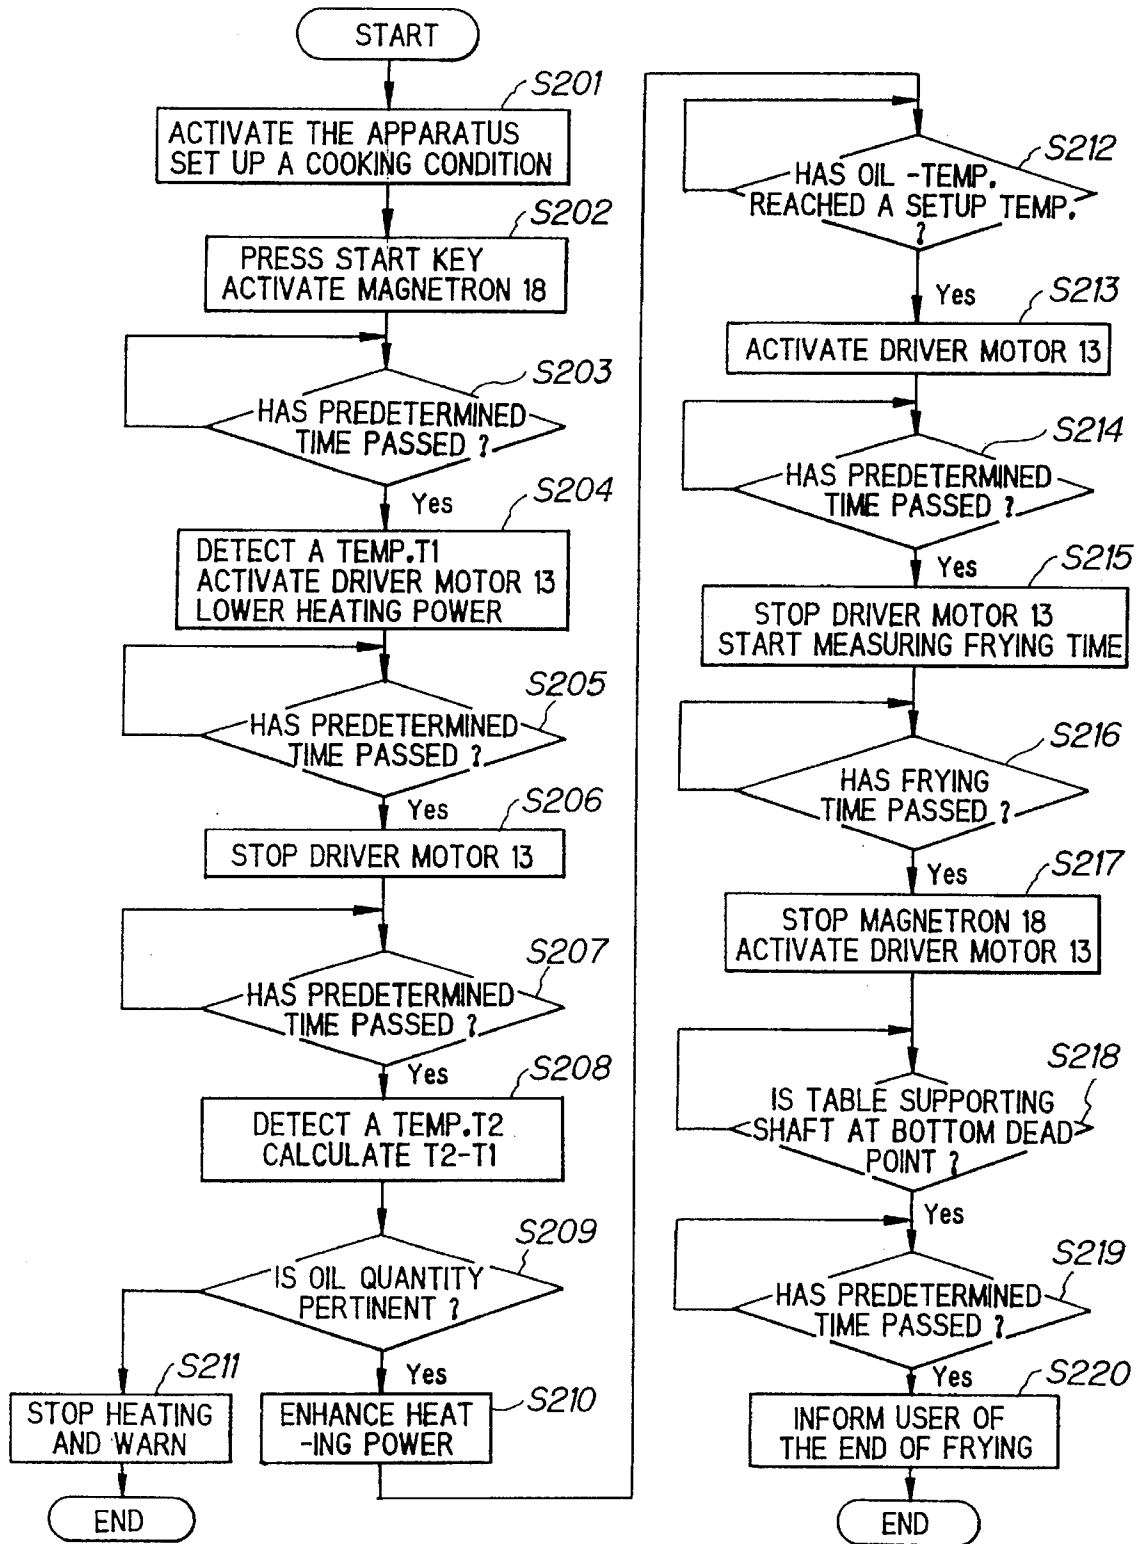 START
S201
ACTIVATE THE APPARATUS
SET UP A COOKING CONDITION
S202
PRESS START KEY
ACTIVATE MAGNETRON 18
S203
HAS PREDETERMINED
TIME PASSED ?
Yes
S204
DETECT A TEMP.T1
ACTIVATE DRIVER MOTOR 13
LOWER HEATING POWER
S205
HAS PREDETERMINED
TIME PASSED ?
Yes
S206
STOP DRIVER MOTOR 13
S207
HAS PREDETERMINED
TIME PASSED ?
Yes
S208
DETECT A TEMP.T2
CALCULATE T2-T1
S209
IS OIL QUANTITY
PERTINENT ?
S211
STOP HEATING
AND WARN
END
Yes
S210
ENHANCE HEAT
-ING POWER
S212
HAS OIL -TEMP.
REACHED A SETUP TEMP.
?
Yes
S213
ACTIVATE DRIVER MOTOR 13
S214
HAS PREDETERMINED
TIME PASSED ?
Yes
S215
STOP DRIVER MOTOR 13
START MEASURING FRYING TIME
S216
HAS FRYING
TIME PASSED ?
Yes
S217
STOP MAGNETRON 18
ACTIVATE DRIVER MOTOR 13
S218
IS TABLE SUPPORTING
SHAFT AT BOTTOM DEAD
POINT ?
Yes
S219
HAS PREDETERMINED
TIME PASSED ?
Yes
S220
INFORM USER OF
THE END OF FRYING
END